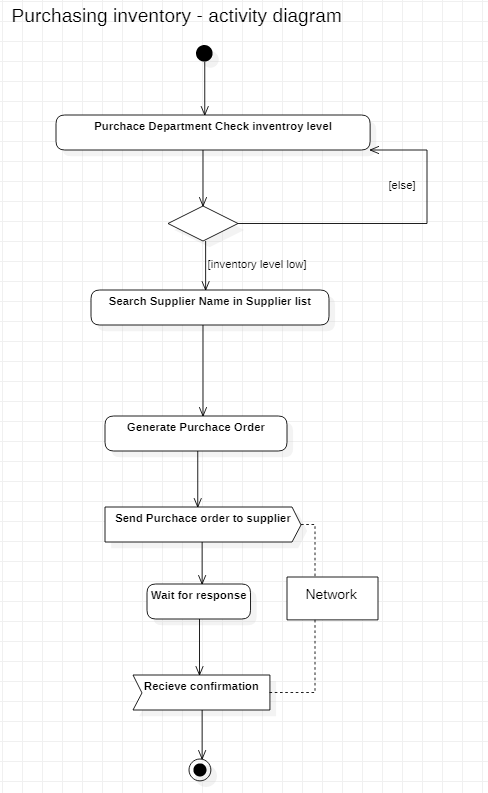 Purchasing inventory - activity diagram
Purchace Department Check inventroy level
[else]
[inventory level low]
Search Supplier Name in Supplier list
Generate Purchace Order
Send Purchace order to supplier
Wait for response
Network
Recieve confirmation